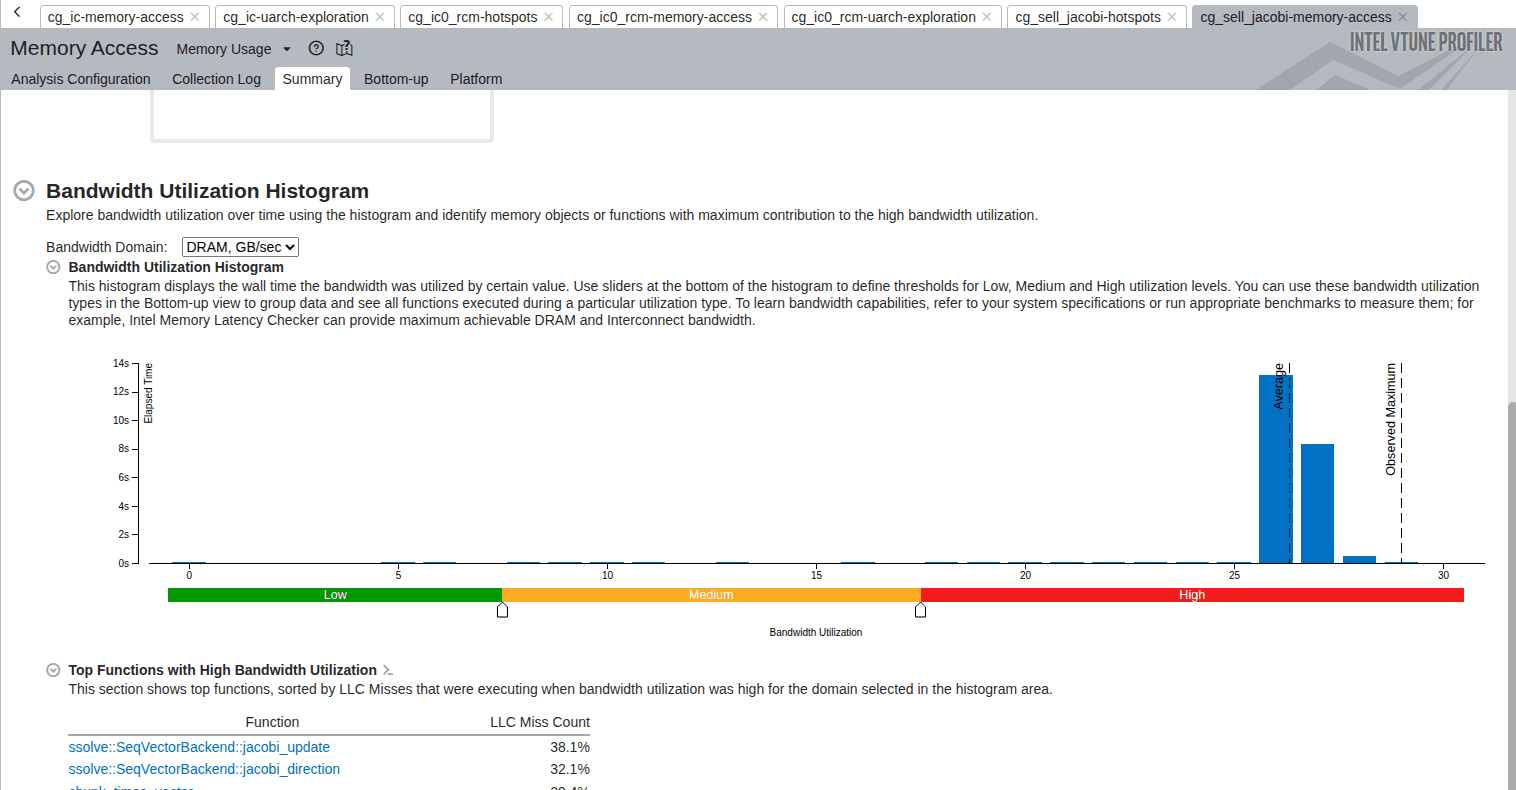 cg_ic-memory-access
cg_ic-uarch-exploration
cg_ic0_rcm-hotspots
cg_ic0_rcm-memory-access
cg_ic0_rcm-uarch-exploration
cg_sell_jacobi-hotspots
cg_sell_jacobi-memory-access
Memory Access
Memory Usage
INTEL VTUNE PROFILER
Analysis Configuration
Collection Log
Summary
Bottom-up
Platform
Bandwidth Utilization Histogram
Explore bandwidth utilization over time using the histogram and identify memory objects or functions with maximum contribution to the high bandwidth utilization.
Bandwidth Domain: DRAM, GB/sec
Bandwidth Utilization Histogram
This histogram displays the wall time the bandwidth was utilized by certain value. Use sliders at the bottom of the histogram to define thresholds for Low, Medium and High utilization levels. You can use these bandwidth utilization
types in the Bottom-up view to group data and see all functions executed during a particular utilization type. To learn bandwidth capabilities, refer to your system specifications or run appropriate benchmarks to measure them; for
example, Intel Memory Latency Checker can provide maximum achievable DRAM and Interconnect bandwidth.
14s
12s
10s
8s
6s
4s
2s
0s
Elapsed Time
Average
Observed Maximum
0 5 10 15 20 25 30
Low Medium High
Bandwidth Utilization
Top Functions with High Bandwidth Utilization
This section shows top functions, sorted by LLC Misses that were executing when bandwidth utilization was high for the domain selected in the histogram area.
Function LLC Miss Count
ssolve::SeqVectorBackend::jacobi_update 38.1%
ssolve::SeqVectorBackend::jacobi_direction 32.1%